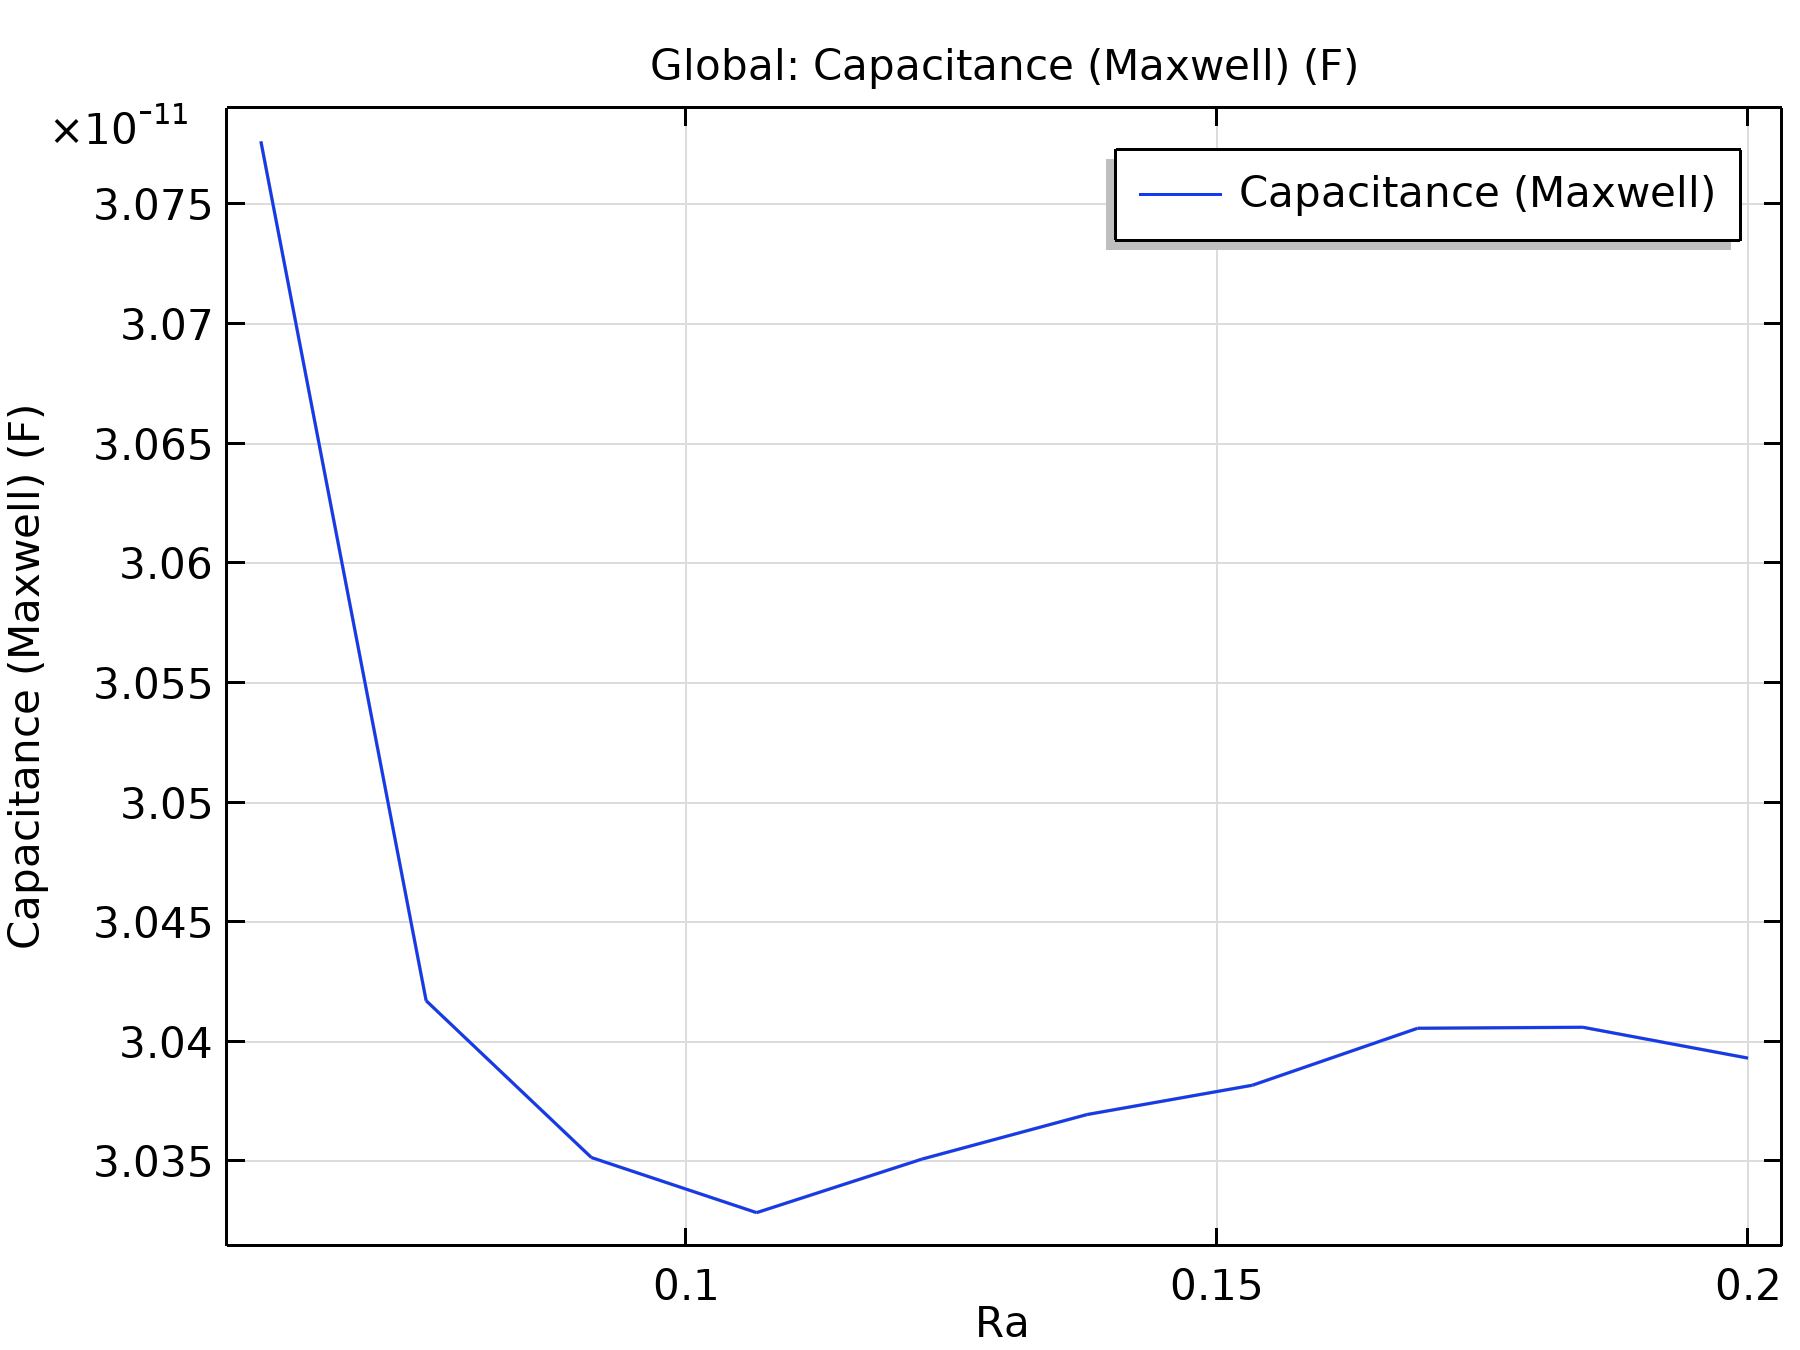 Global: Capacitance (Maxwell) (F)
×10⁻¹¹
Capacitance (Maxwell)
3.075
3.07
3.065
3.06
3.055
3.05
3.045
3.04
3.035
Capacitance (Maxwell) (F)
0.1 0.15 0.2
Ra